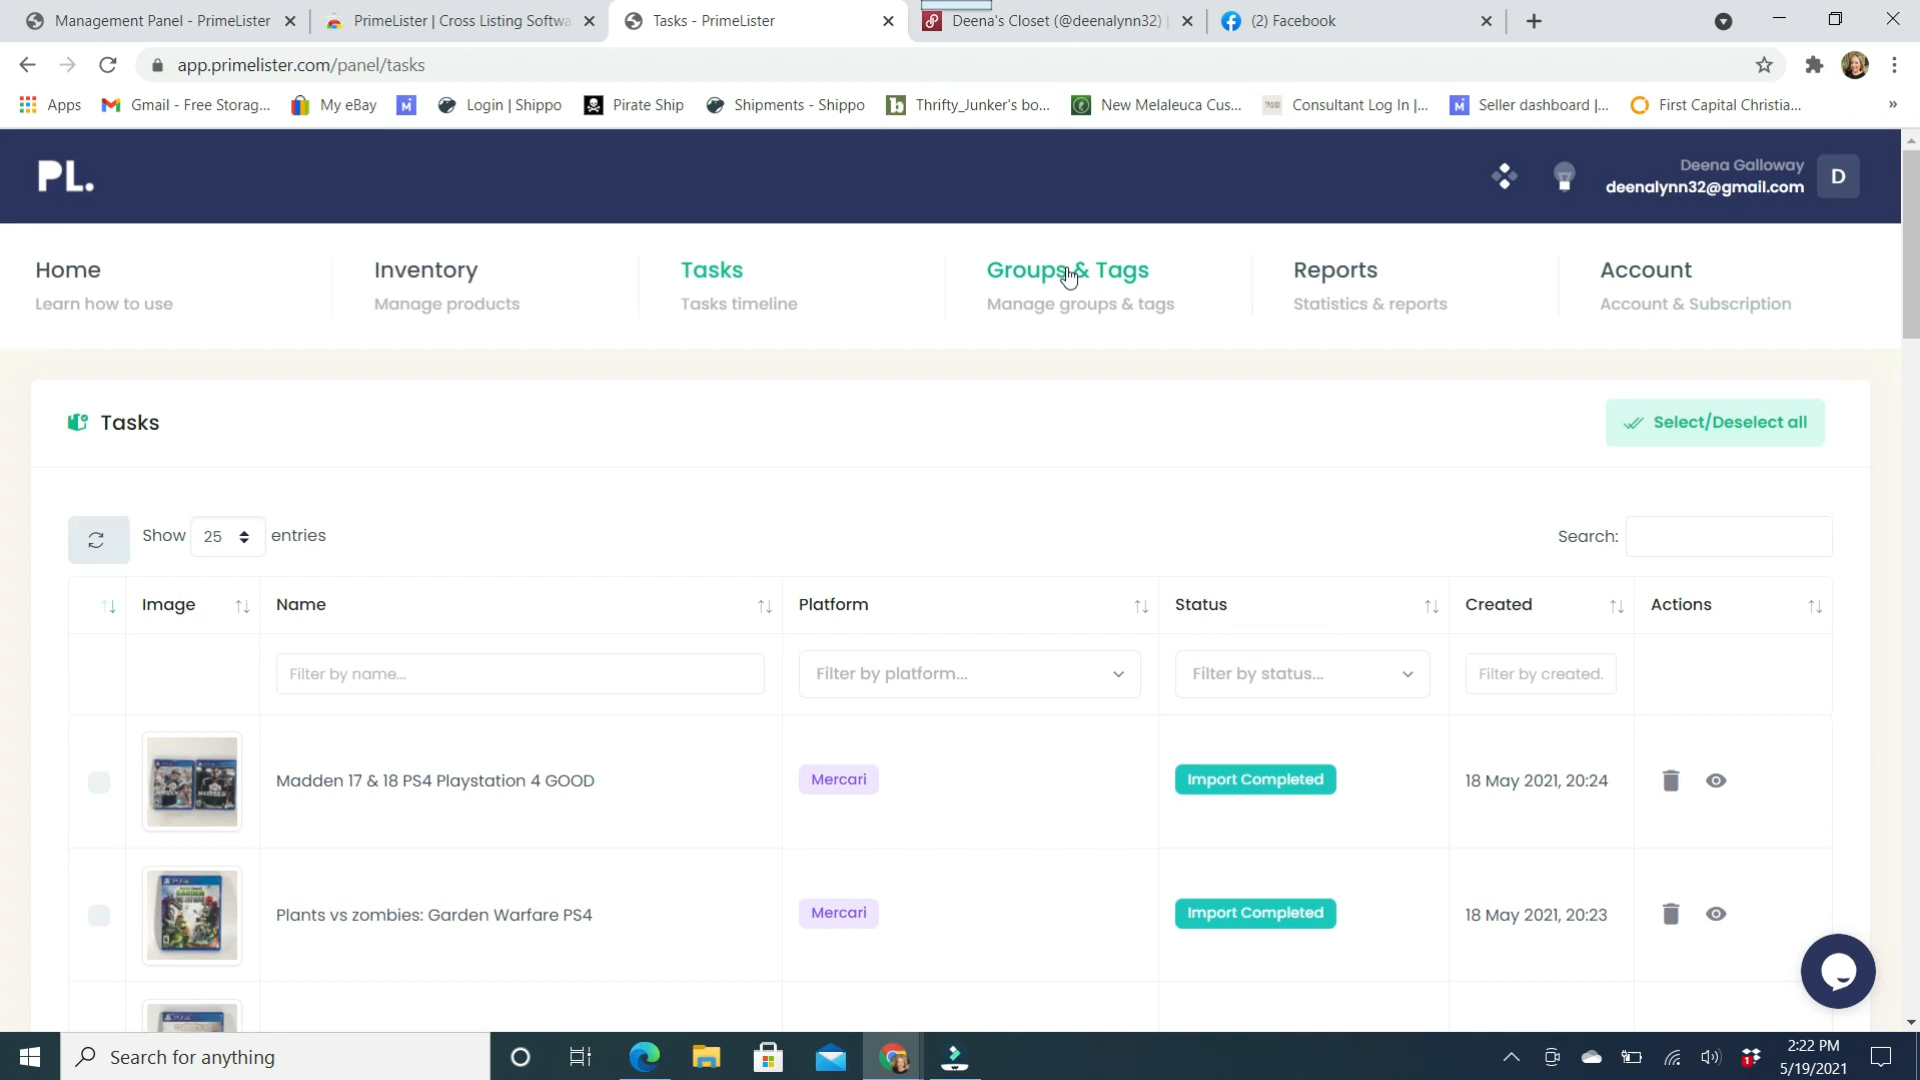 Management Panel - PrimeLister
PrimeLister | Cross Listing Softwa
Tasks - PrimeLister
Deena's Closet (@deenalynn32) |
(2) Facebook
app.primelister.com/panel/tasks
Apps
Gmail - Free Storag...
My eBay
Login | Shippo
Pirate Ship
Shipments - Shippo
Thrifty_Junker's bo...
New Melaleuca Cus...
Consultant Log In |...
Seller dashboard |...
First Capital Christia...
»
PL.
Deena Galloway
deenalynn32@gmail.com
D
Home
Learn how to use
Inventory
Manage products
Tasks
Tasks timeline
Groups & Tags
Manage groups & tags
Reports
Statistics & reports
Account
Account & Subscription
Tasks
Select/Deselect all
Show 25 entries
Search:
Image
Name
Platform
Status
Created
Actions
Filter by name...
Filter by platform...
Filter by status...
Filter by created.
Madden 17 & 18 PS4 Playstation 4 GOOD
Mercari
Import Completed
18 May 2021, 20:24
Plants vs zombies: Garden Warfare PS4
Mercari
Import Completed
18 May 2021, 20:23
Search for anything
2:22 PM
5/19/2021